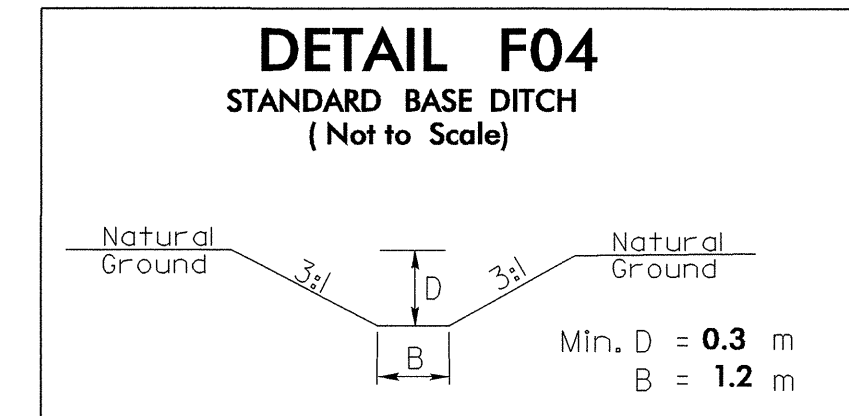 DETAIL F04
STANDARD BASE DITCH
( Not to Scale)
Natural
Ground
3:1
D
3:1
Natural
Ground
B
Min. D = 0.3 m
B = 1.2 m